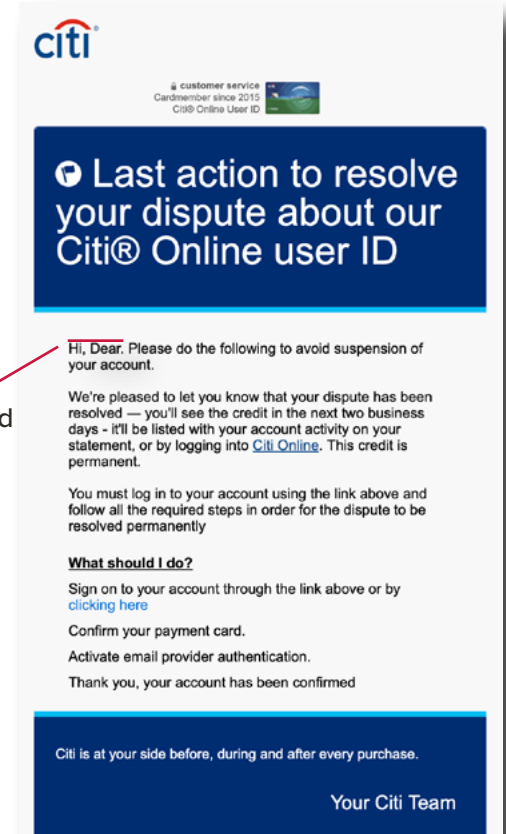 citi
customer service
Cardmember since 2015
Citi® Online User ID
Last action to resolve
your dispute about our
Citi® Online user ID
Hi, Dear. Please do the following to avoid suspension of
your account.
d
We're pleased to let you know that your dispute has been
resolved — you'll see the credit in the next two business
days - it'll be listed with your account activity on your
statement, or by logging into Citi Online. This credit is
permanent.
You must log in to your account using the link above and
follow all the required steps in order for the dispute to be
resolved permanently
What should I do?
Sign on to your account through the link above or by
clicking here
Confirm your payment card.
Activate email provider authentication.
Thank you, your account has been confirmed
Citi is at your side before, during and after every purchase.
Your Citi Team